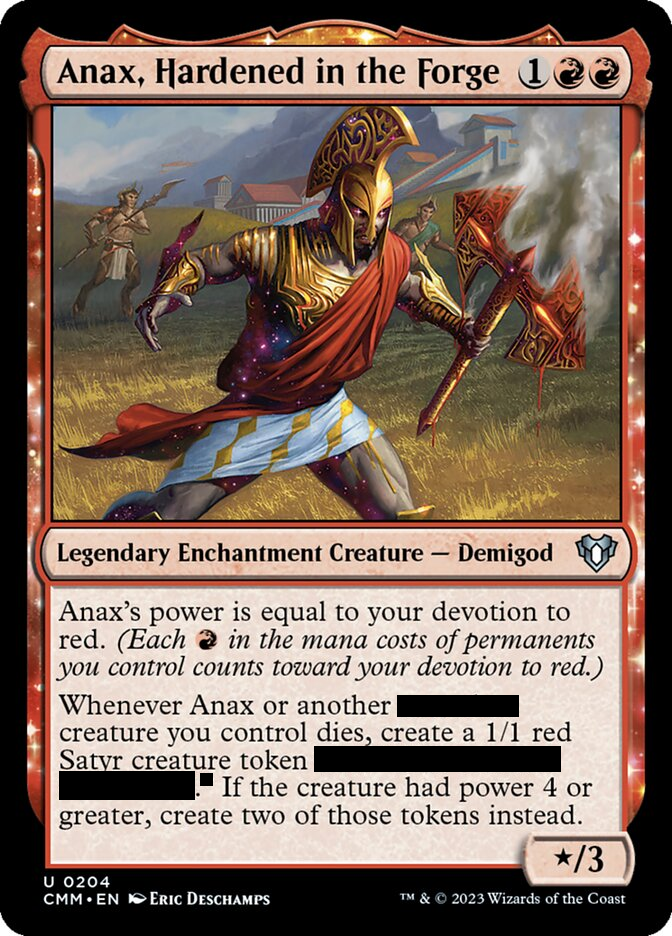 Anax, Hardened in the Forge 1
Legendary Enchantment Creature — Demigod
Anax's power is equal to your devotion to
red. (Each in the mana costs of permanents
you control counts toward your devotion to red.)
Whenever Anax or another
creature you control dies, create a 1/1 red
Satyr creature token
." If the creature had power 4 or
greater, create two of those tokens instead.
★/3
U 0204
CMM • EN Eric Deschamps
™ & © 2023 Wizards of the Coast